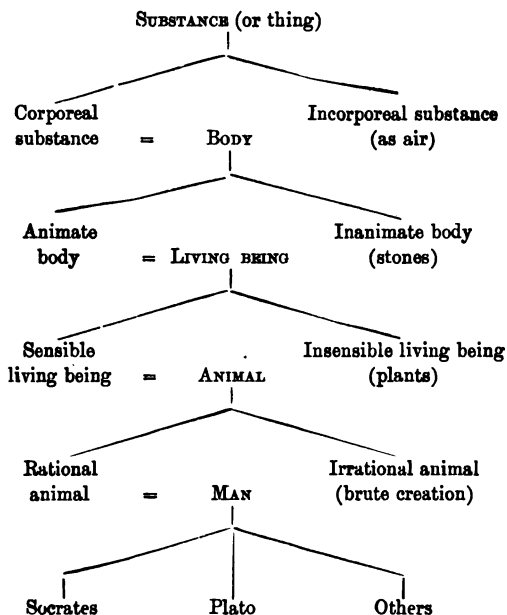 SUBSTANCE (or thing)
Corporeal substance = BODY
Incorporeal substance (as air)
Animate body = LIVING BEING
Inanimate body (stones)
Sensible living being = ANIMAL
Insensible living being (plants)
Rational animal = MAN
Irrational animal (brute creation)
Socrates Plato Others